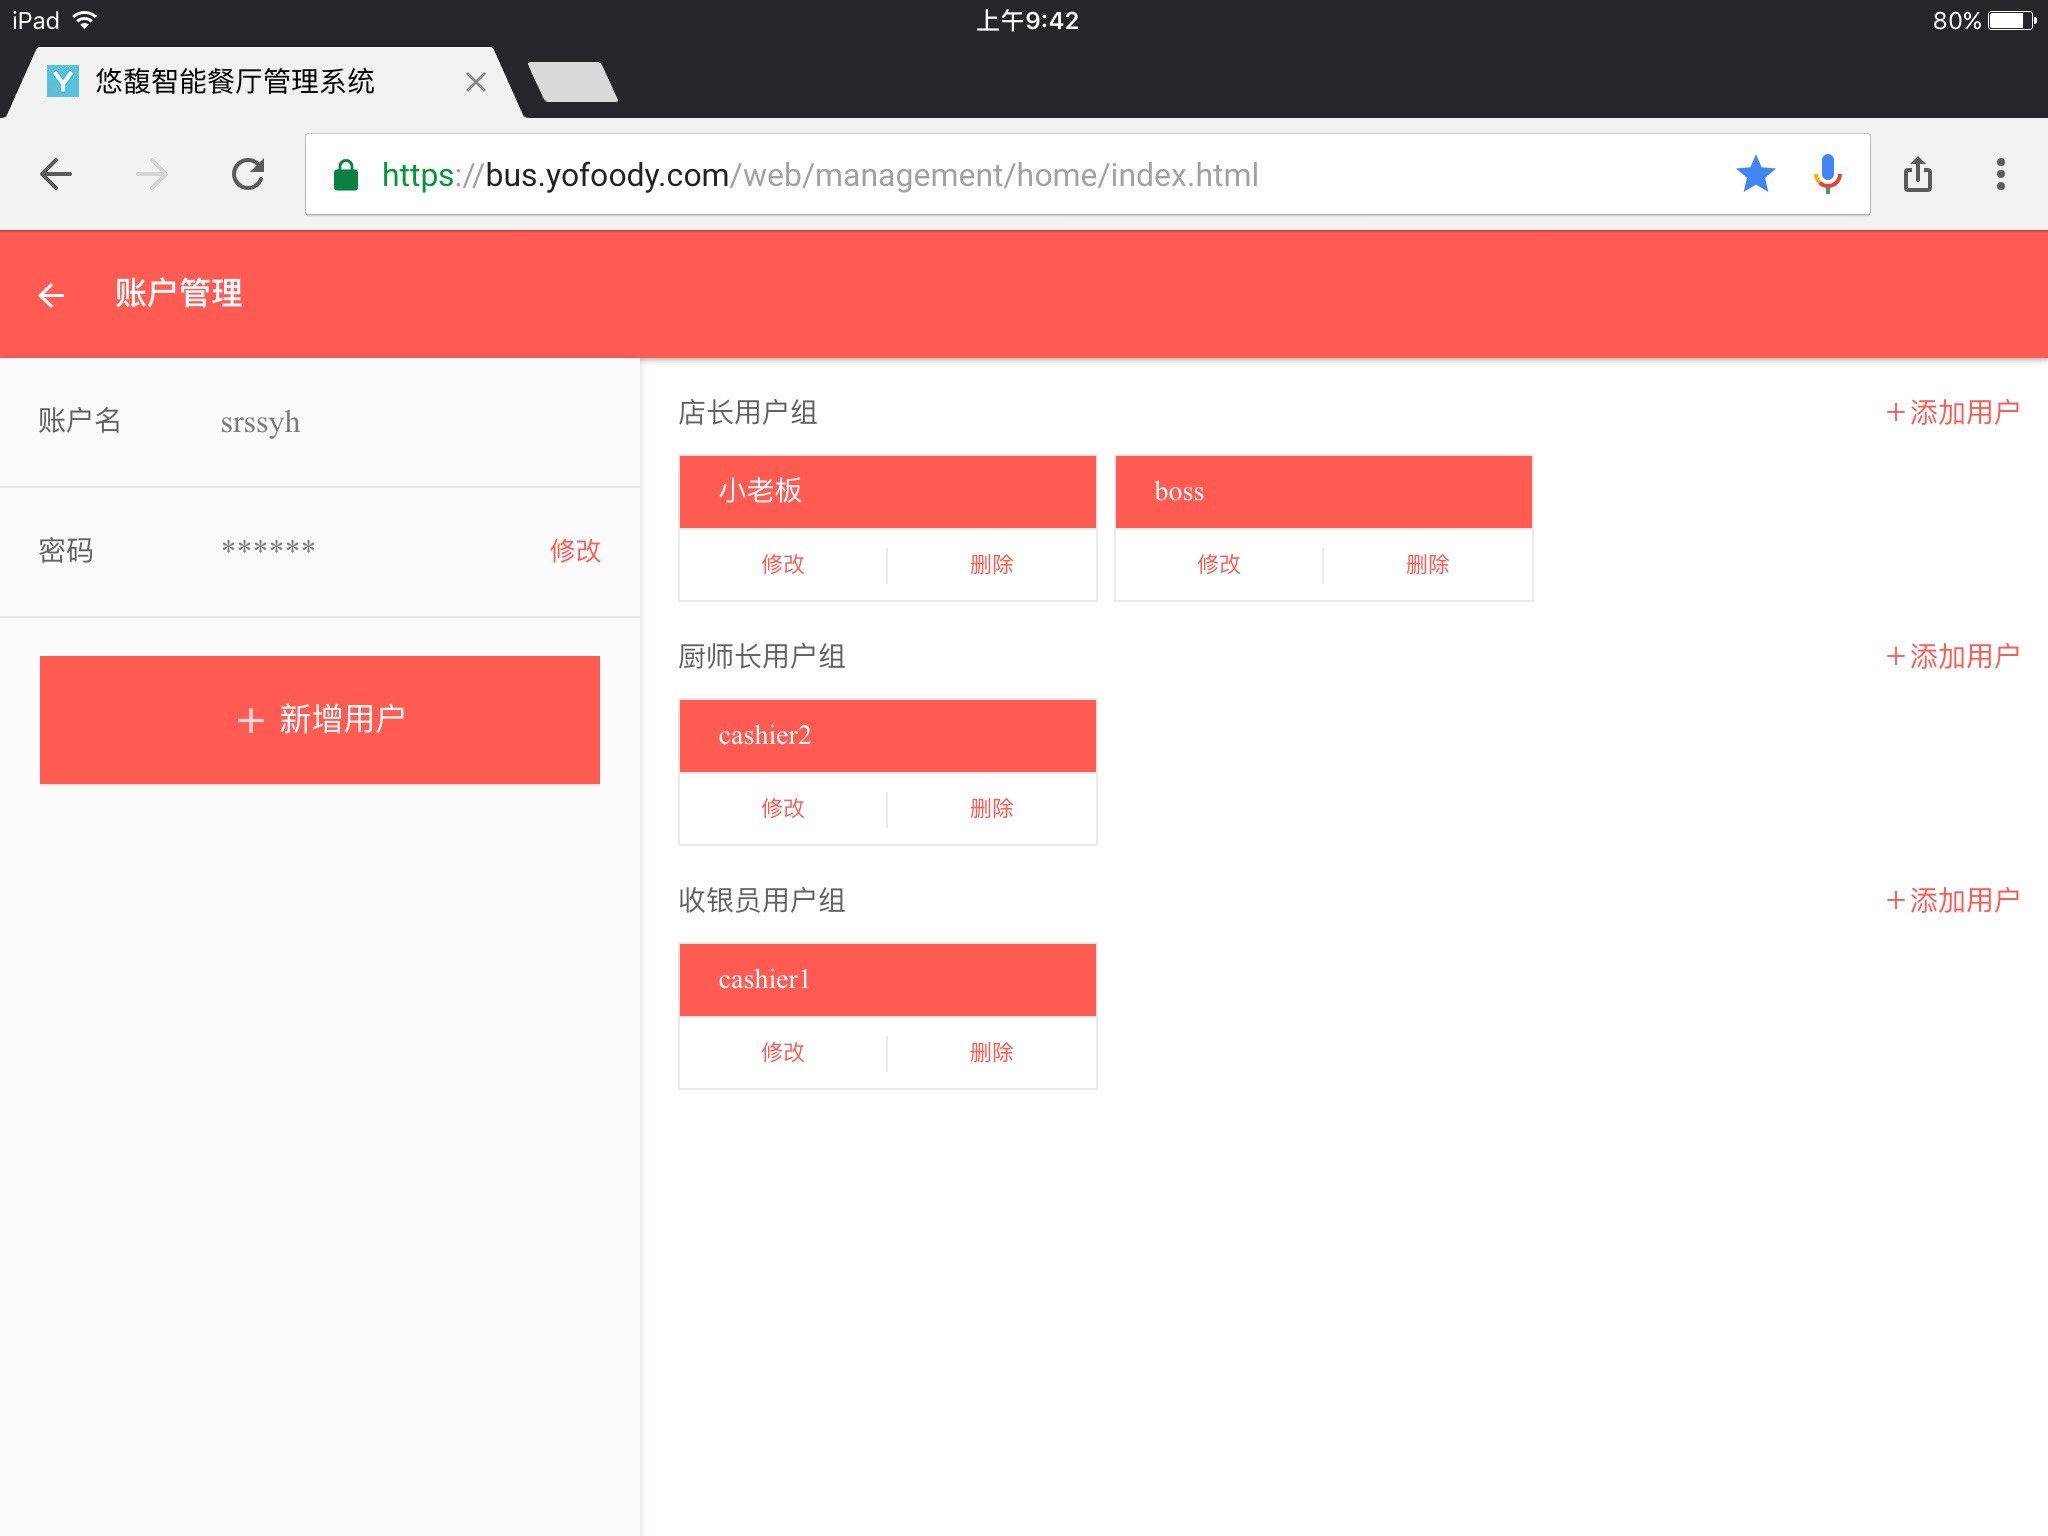 iPad
上午9:42
80%
悠馥智能餐厅管理系统
https://bus.yofoody.com/web/management/home/index.html
账户管理
账户名 srssyh
密码 ****** 修改
+ 新增用户
店长用户组 +添加用户
小老板 boss
修改 删除 修改 删除
厨师长用户组 +添加用户
cashier2
修改 删除
收银员用户组 +添加用户
cashier1
修改 删除